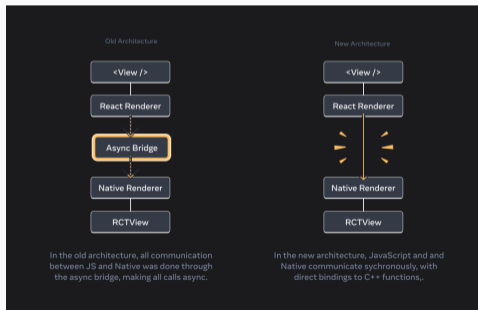 Old Architecture
<View />
React Renderer
Async Bridge
Native Renderer
RCTView
In the old architecture, all communication
between JS and Native was done through
the async bridge, making all calls async.
New Architecture
<View />
React Renderer
Native Renderer
RCTView
In the new architecture, JavaScript and and
Native communicate sychronously, with
direct bindings to C++ functions,.